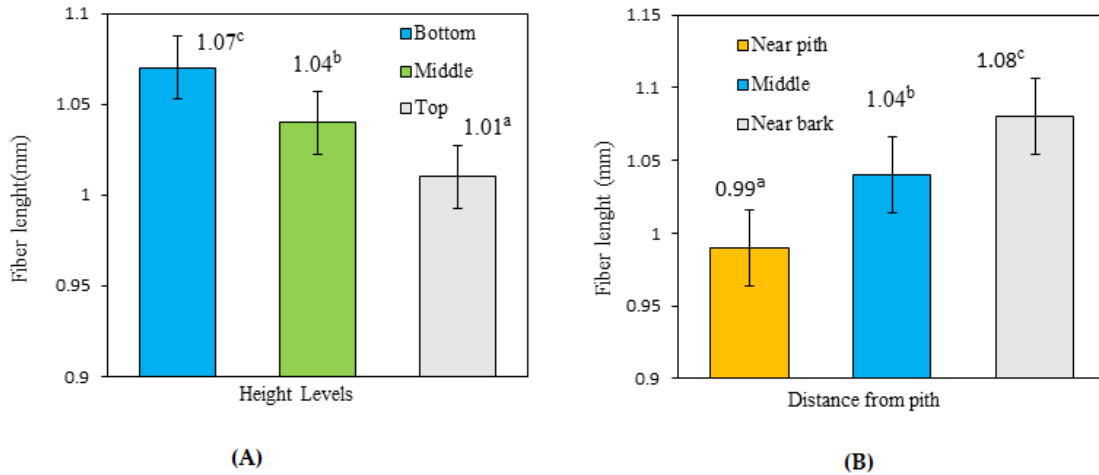 1.1
1.05
1
0.95
0.9
Fiber lenght(mm)
Bottom
Middle
Top
1.07ᶜ
1.04ᵇ
1.01ᵃ
Height Levels
(A)
1.15
1.1
1.05
1
0.95
0.9
Fiber lenght (mm)
Near pith
Middle
Near bark
0.99ᵃ
1.04ᵇ
1.08ᶜ
Distance from pith
(B)